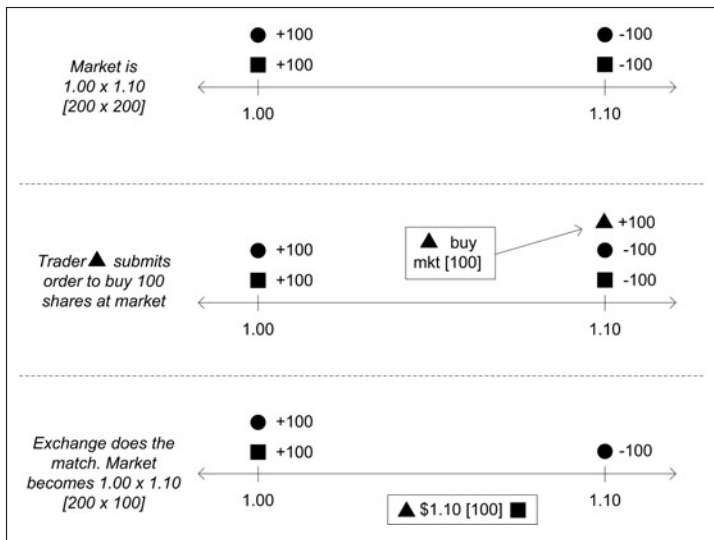 +100
-100
Market is
1.00 x 1.10
[200 x 200]
+100
-100
1.00
1.10
+100
Trader ▲ submits
order to buy 100
shares at market
▲ buy
mkt [100]
+100
-100
+100
-100
1.00
1.10
+100
Exchange does the
match. Market
becomes 1.00 x 1.10
[200 x 100]
+100
-100
1.00
1.10
▲ $1.10 [100] ■